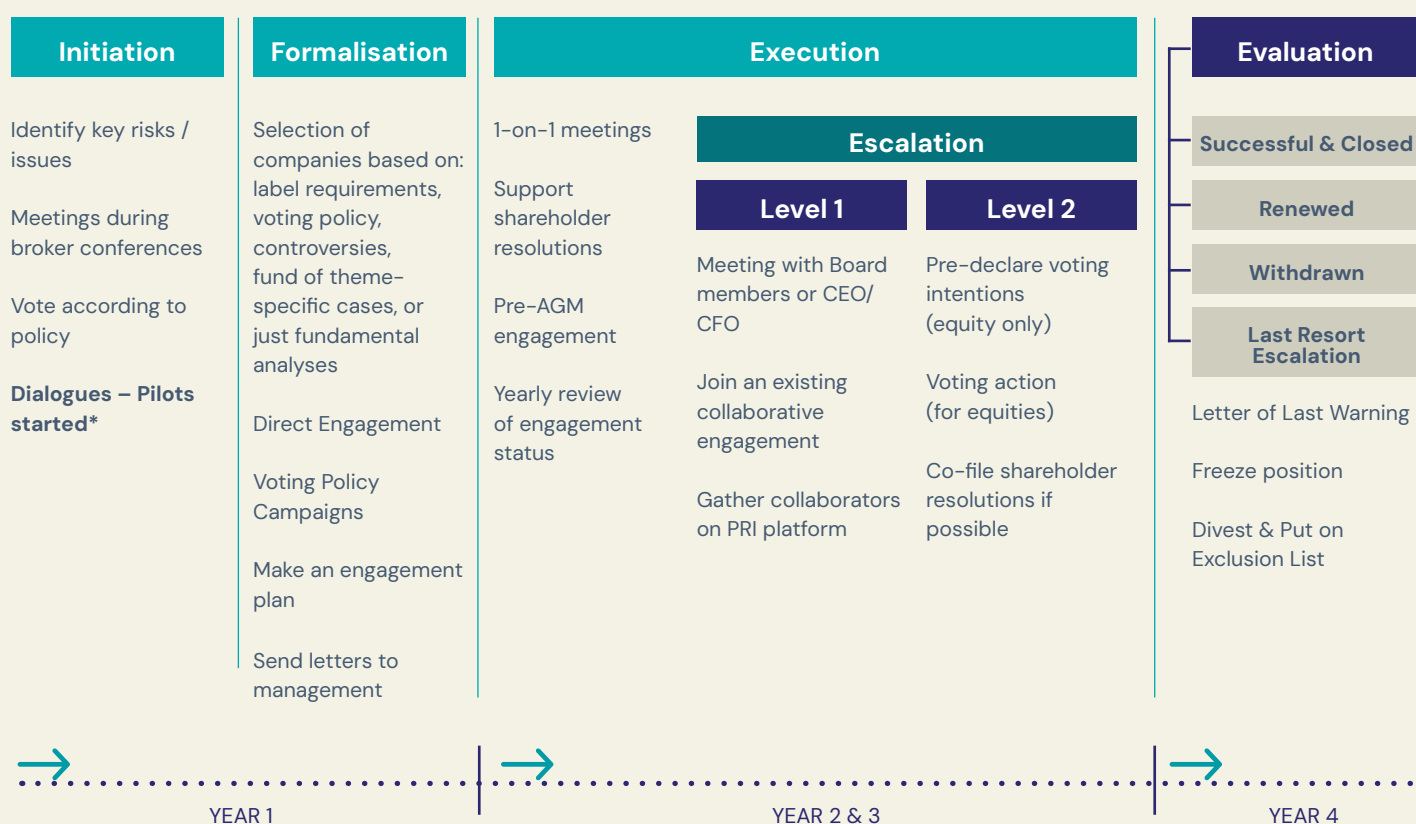 Initiation
Identify key risks /
issues
Meetings during
broker conferences
Vote according to
policy
Dialogues – Pilots
started*
Formalisation
Selection of
companies based on:
label requirements,
voting policy,
controversies,
fund of theme-
specific cases, or
just fundamental
analyses
Direct Engagement
Voting Policy
Campaigns
Make an engagement
plan
Send letters to
management
Execution
1-on-1 meetings
Support
shareholder
resolutions
Pre-AGM
engagement
Yearly review
of engagement
status
Escalation
Level 1
Meeting with Board
members or CEO/
CFO
Join an existing
collaborative
engagement
Gather collaborators
on PRI platform
Level 2
Pre-declare voting
intentions
(equity only)
Voting action
(for equities)
Co-file shareholder
resolutions if
possible
Evaluation
Successful & Closed
Renewed
Withdrawn
Last Resort
Escalation
Letter of Last Warning
Freeze position
Divest & Put on
Exclusion List
YEAR 1
YEAR 2 & 3
YEAR 4